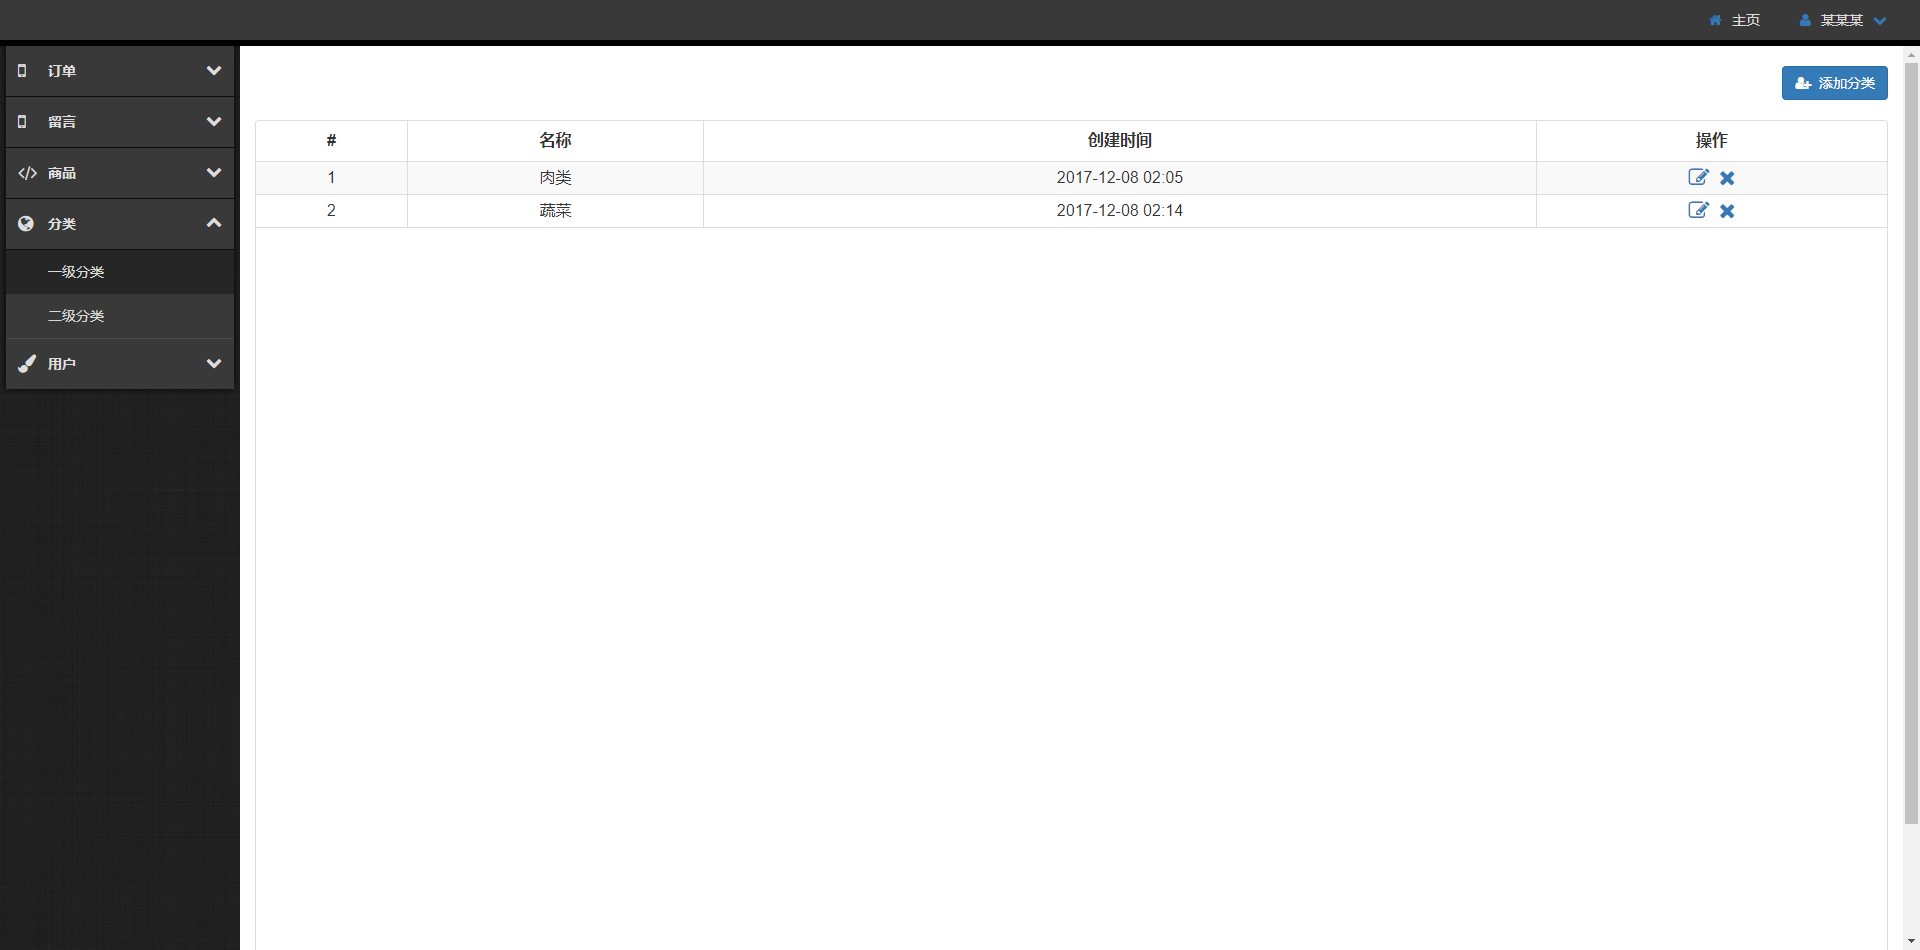 主页 某某某
订单
留言
商品
分类
一级分类
二级分类
用户
添加分类
# 名称 创建时间 操作
1 肉类 2017-12-08 02:05
2 蔬菜 2017-12-08 02:14